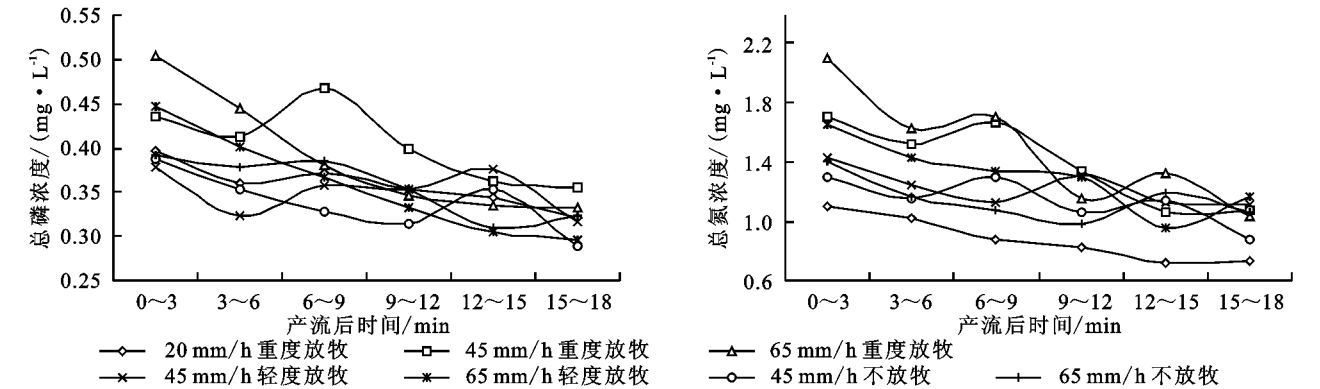 总磷浓度/(mg·L⁻¹)
0.55
0.50
0.45
0.40
0.35
0.30
0.25
0～3 3～6 6～9 9～12 12～15 15～18
产流后时间/min
总氮浓度/(mg·L⁻¹)
2.2
1.8
1.4
1.0
0.6
0～3 3～6 6～9 9～12 12～15 15～18
产流后时间/min
20 mm/h 重度放牧 45 mm/h 重度放牧 65 mm/h 重度放牧
45 mm/h 轻度放牧 65 mm/h 轻度放牧 45 mm/h 不放牧 65 mm/h 不放牧